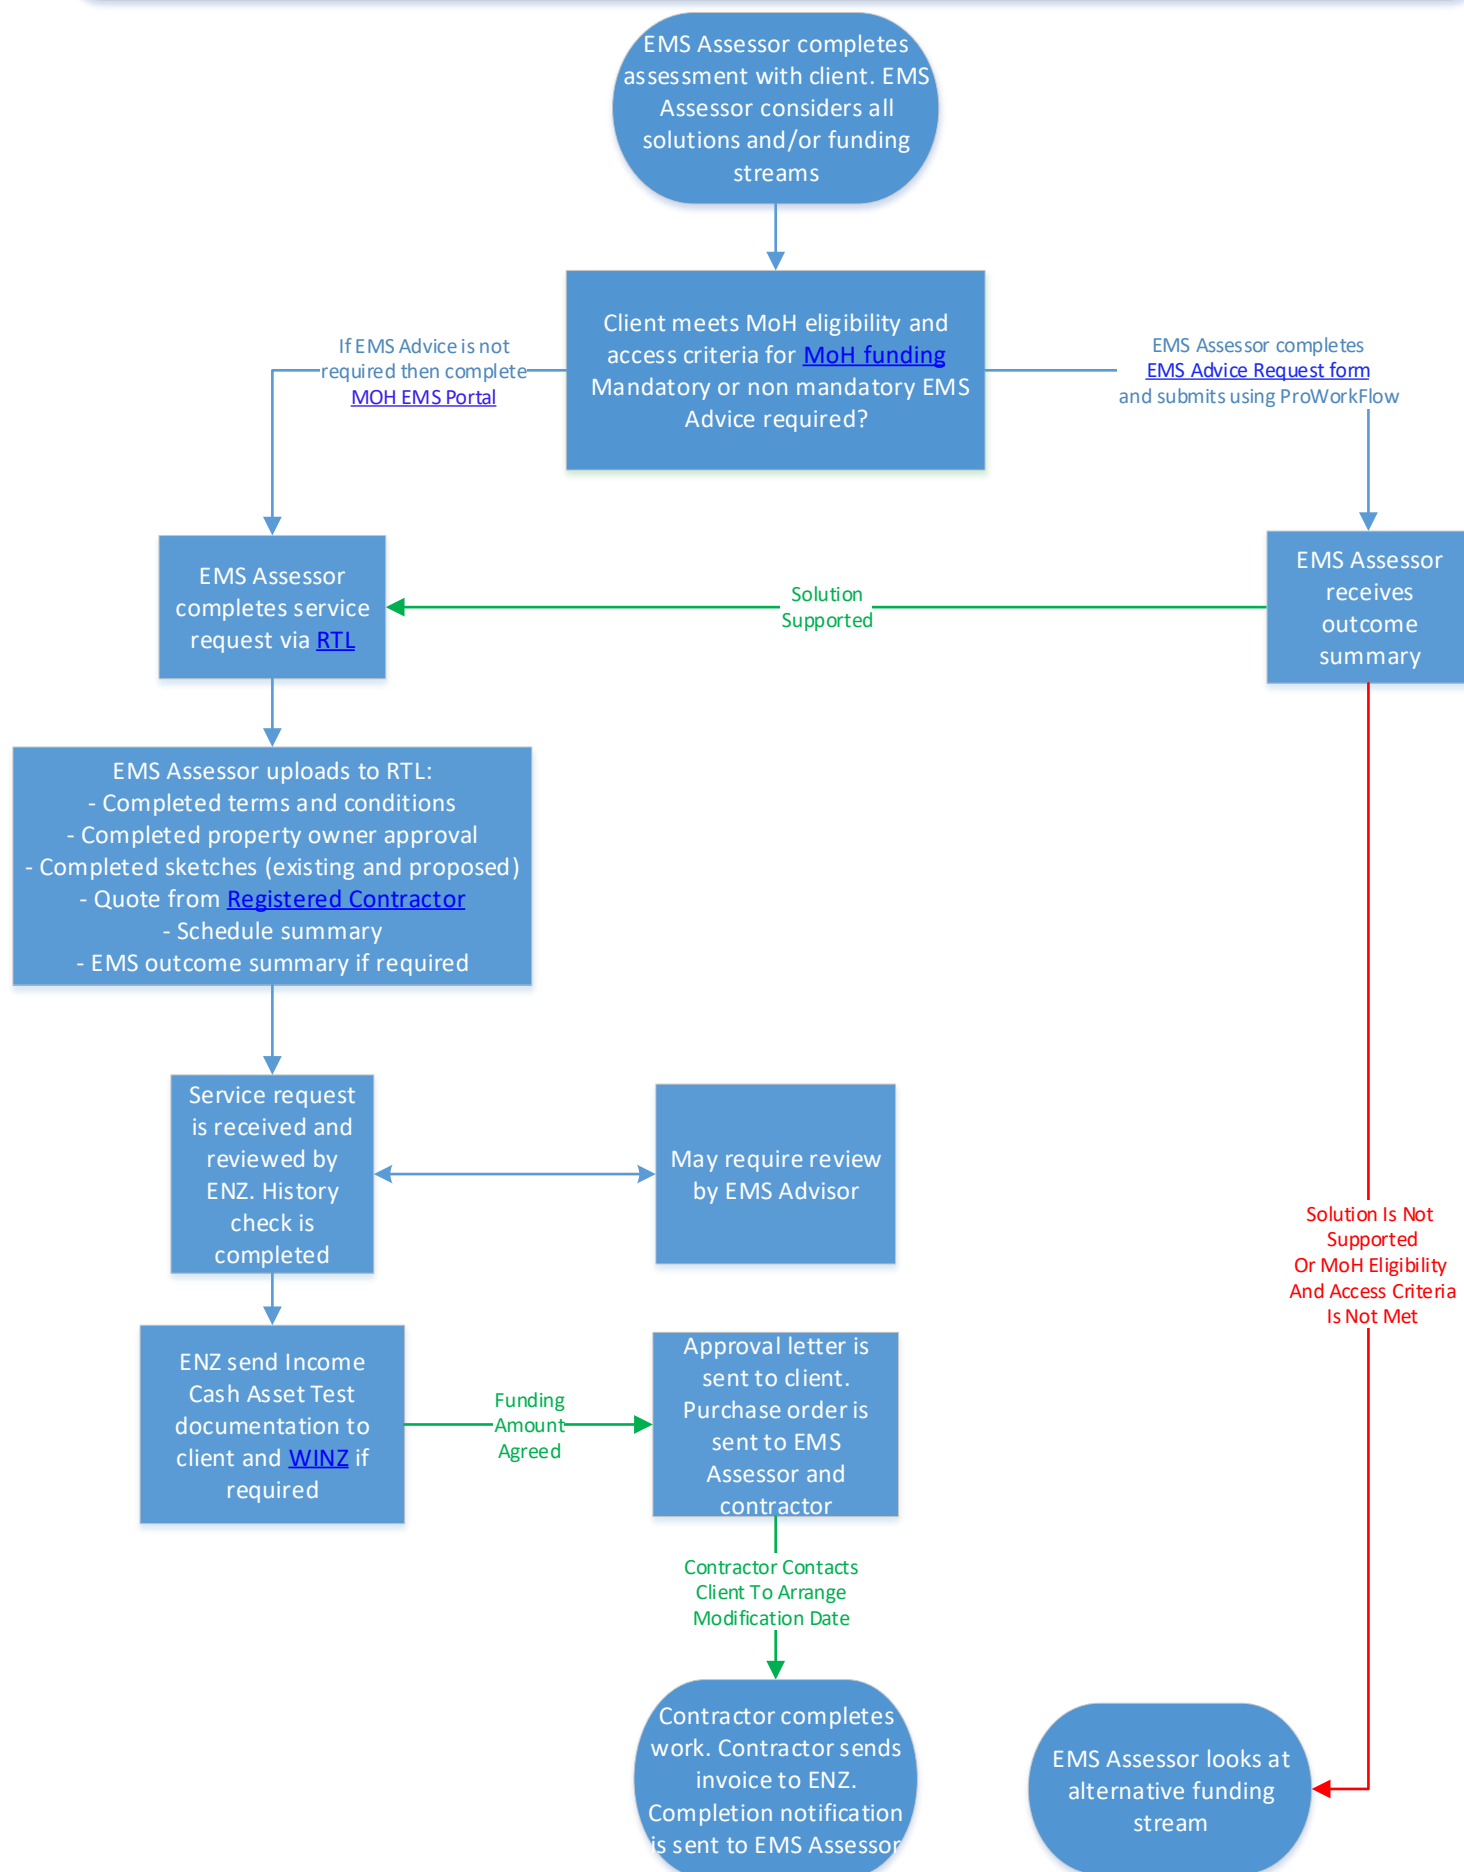 EMS Assessor completes
assessment with client. EMS
Assessor considers all
solutions and/or funding
streams
Client meets MoH eligibility and
access criteria for MoH funding
Mandatory or non mandatory EMS
Advice required?
If EMS Advice is not
required then complete
MOH EMS Portal
EMS Assessor completes
EMS Advice Request form
and submits using ProWorkFlow
EMS Assessor
completes service
request via RTL
Solution
Supported
EMS Assessor
receives
outcome
summary
EMS Assessor uploads to RTL:
- Completed terms and conditions
- Completed property owner approval
- Completed sketches (existing and proposed)
- Quote from Registered Contractor
- Schedule summary
- EMS outcome summary if required
Service request
is received and
reviewed by
ENZ. History
check is
completed
May require review
by EMS Advisor
Solution Is Not
Supported
Or MoH Eligibility
And Access Criteria
Is Not Met
ENZ send Income
Cash Asset Test
documentation to
client and WINZ if
required
Funding
Amount
Agreed
Approval letter is
sent to client.
Purchase order is
sent to EMS
Assessor and
contractor
Contractor Contacts
Client To Arrange
Modification Date
Contractor completes
work. Contractor sends
invoice to ENZ.
Completion notification
is sent to EMS Assessor
EMS Assessor looks at
alternative funding
stream